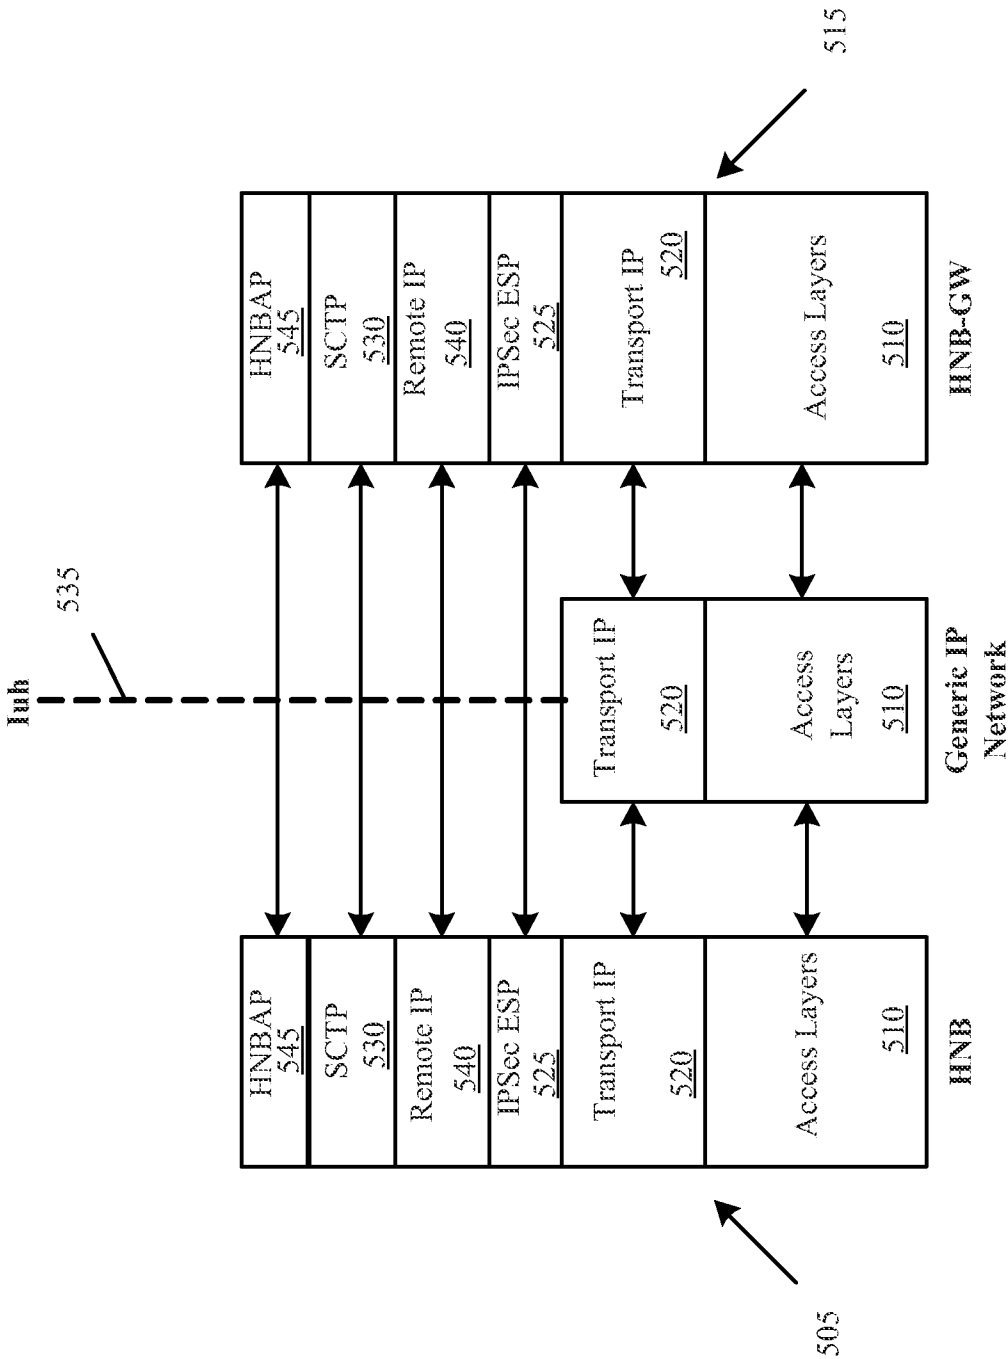 Iuh
535
HNBAP
545
SCTP
530
Remote IP
540
IPSec ESP
525
Transport IP
520
Access Layers
510
HNB
505
Transport IP
520
Access
Layers
510
Generic IP
Network
HNBAP
545
SCTP
530
Remote IP
540
IPSec ESP
525
Transport IP
520
Access Layers
510
HNB-GW
515